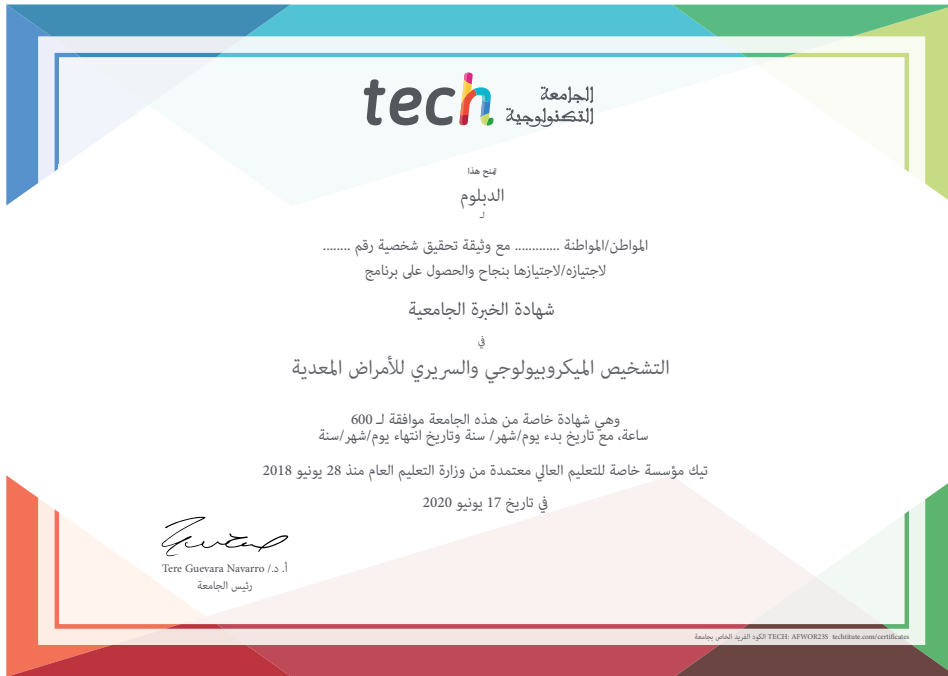 tech الجامعة
التكنولوجية
يمنح هذا
الدبلوم
لـ
المواطن/المواطنة ............. مع وثيقة تحقيق شخصية رقم ........
لاجتيازه/لاجتيازها بنجاح والحصول على برنامج
شهادة الخبرة الجامعية
في
التشخيص الميكروبيولوجي والسريري للأمراض المعدية
وهي شهادة خاصة من هذه الجامعة موافقة لـ 600
ساعة، مع تاريخ بدء يوم/شهر/ سنة وتاريخ انتهاء يوم/شهر/سنة
تيك مؤسسة خاصة للتعليم العالي معتمدة من وزارة التعليم العام منذ 28 يونيو 2018
في تاريخ 17 يونيو 2020
أ. د./ Tere Guevara Navarro
رئيس الجامعة
الكود الفريد الخاص بجامعة TECH: AFWOR23S techtitute.com/certificates